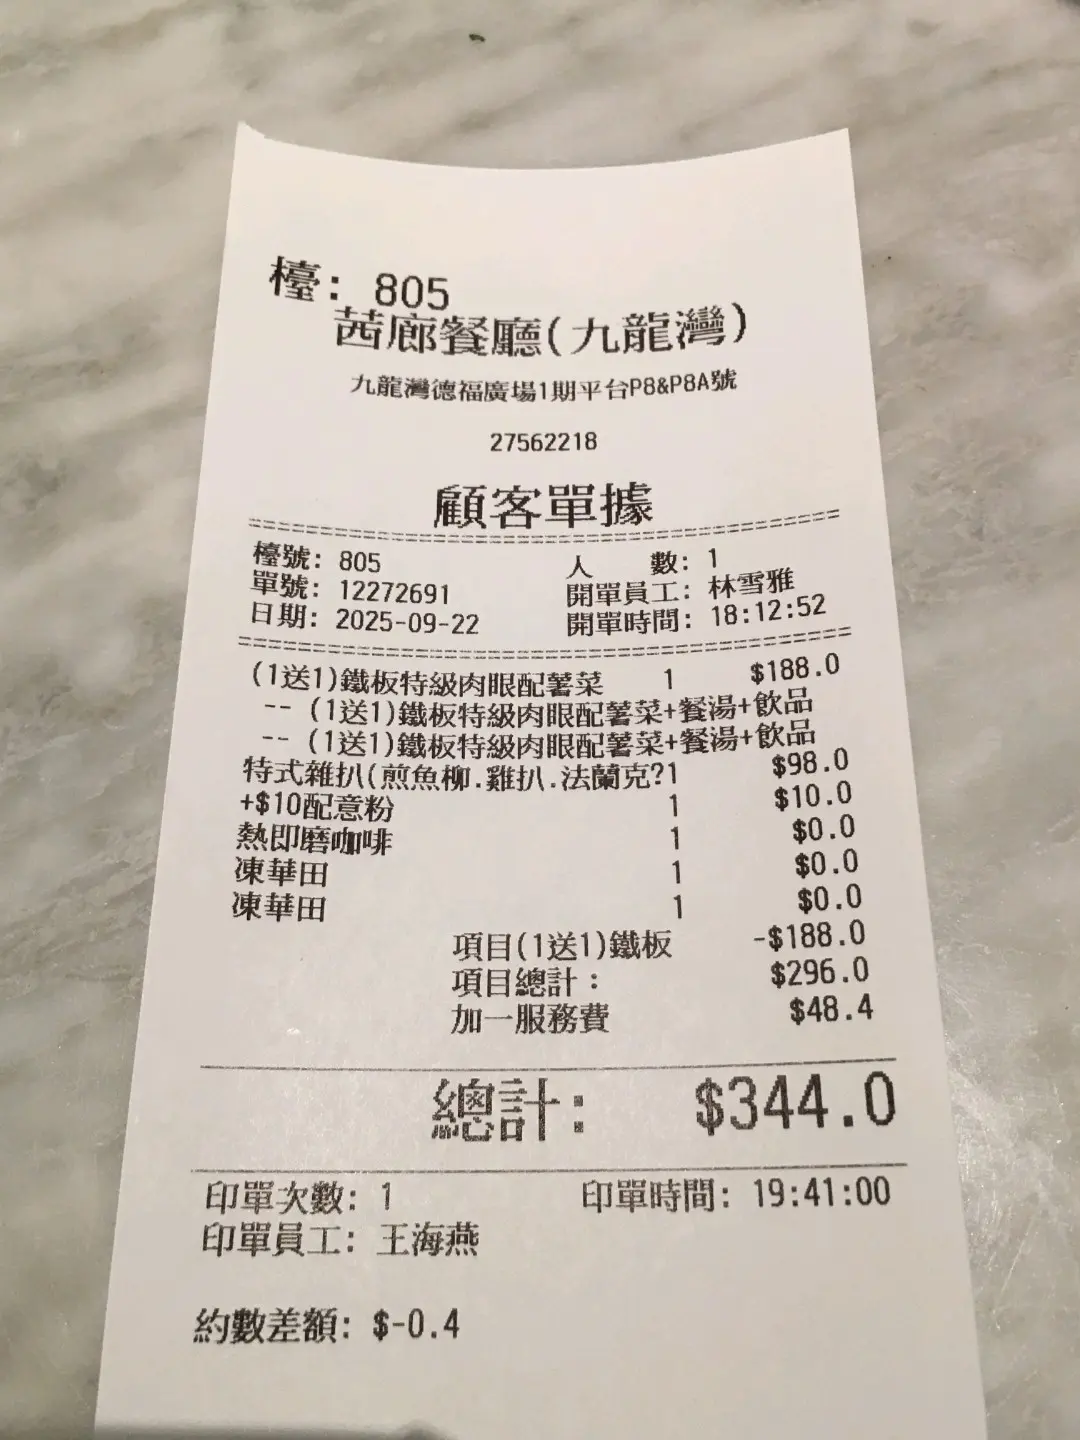 檯: 805
茜廊餐廳(九龍灣)
九龍灣德福廣場1期平台P8&P8A號
27562218
顧客單據
檯號: 805 人 數: 1
單號: 12272691 開單員工: 林雪雅
日期: 2025-09-22 開單時間: 18:12:52
(1送1)鐵板特級肉眼配薯菜 1 $188.0
-- (1送1)鐵板特級肉眼配薯菜+餐湯+飲品
-- (1送1)鐵板特級肉眼配薯菜+餐湯+飲品
特式雜扒(煎魚柳.雞扒.法蘭克?1 $98.0
+$10配意粉 1 $10.0
熱即磨咖啡 1 $0.0
凍華田 1 $0.0
凍華田 1 $0.0
項目(1送1)鐵板 -$188.0
項目總計: $296.0
加一服務費 $48.4
總計: $344.0
印單次數: 1 印單時間: 19:41:00
印單員工: 王海燕
約數差額: $-0.4